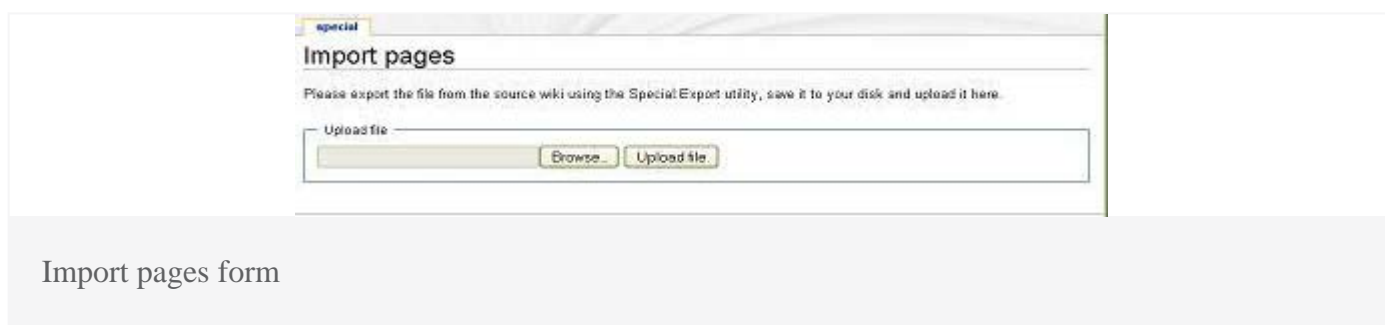 special
Import pages
Please export the file from the source wiki using the Special:Export utility, save it to your disk and upload it here.
Upload file
Browse... Upload file
Import pages form